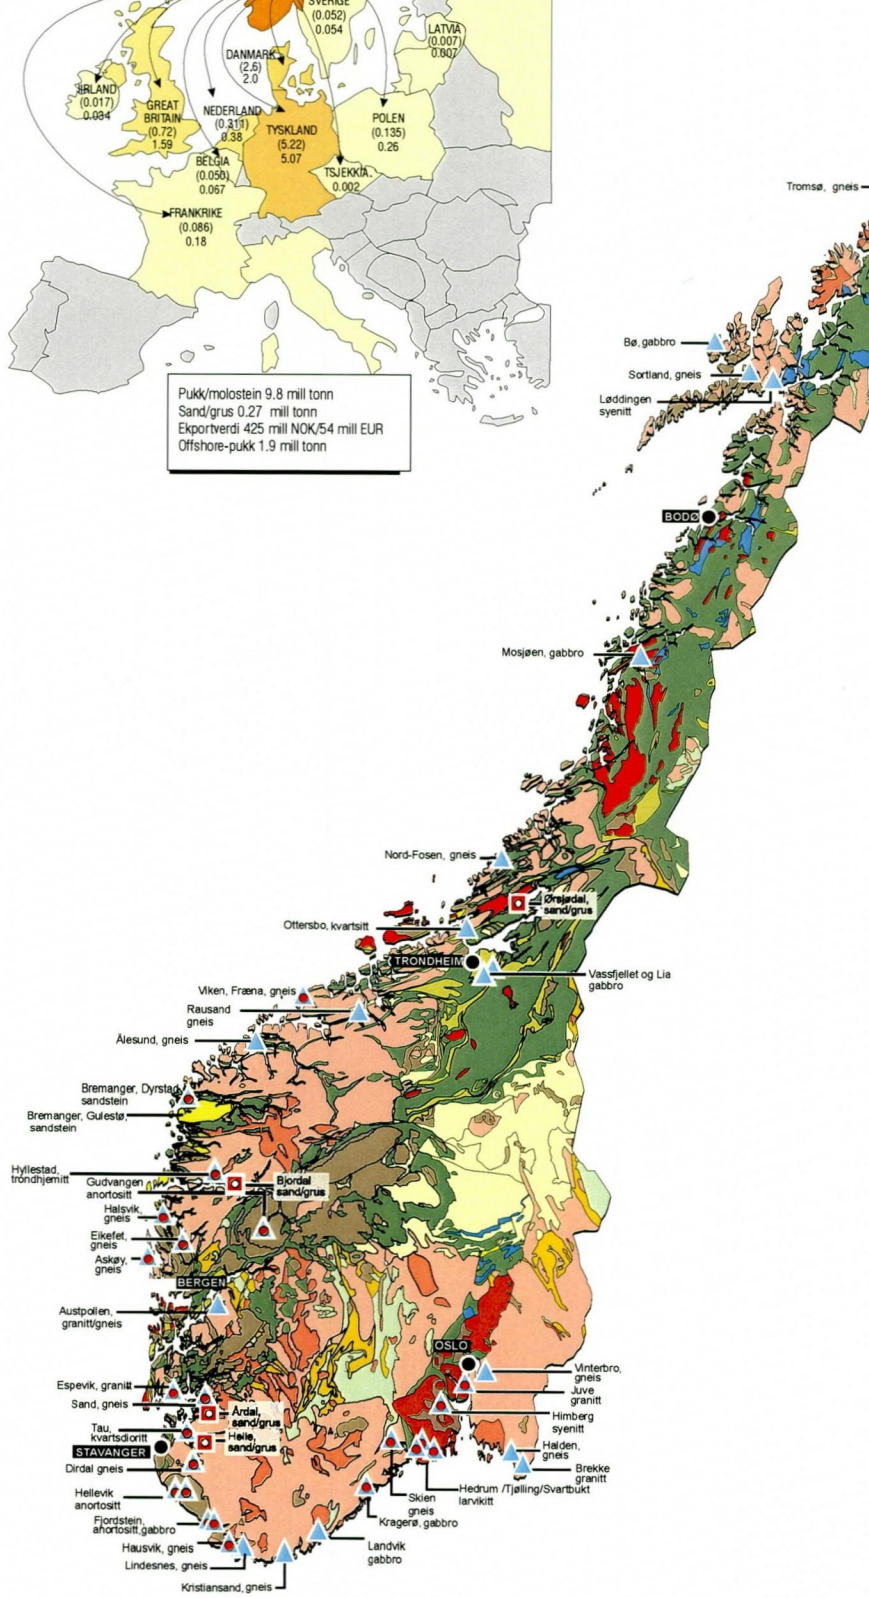 SVERIGE
(0.052)
0.054
LATVIA
(0.007)
0.007
DANMARK
(2.6)
2.0
IRLAND
(0.017)
0.034
GREAT
BRITAIN
(0.72)
1.59
NEDERLAND
(0.311)
0.38
TYSKLAND
(5.22)
5.07
POLEN
(0.135)
0.26
BELGIA
(0.050)
0.067
TSJEKKIA.
0.002
FRANKRIKE
(0.086)
0.18
Pukk/molostein 9.8 mill tonn
Sand/grus 0.27 mill tonn
Ekportverdi 425 mill NOK/54 mill EUR
Offshore-pukk 1.9 mill tonn
Tromsø, gneis
Bø, gabbro
Sortland, gneis
Løddingen
syenitt
BODØ
Mosjøen, gabbro
Nord-Fosen, gneis
Ørsjødal,
sand/grus
Ottersbo, kvartsitt
TRONDHEIM
Vassfjellet og Lia
gabbro
Viken, Fræna, gneis
Rausand
gneis
Ålesund, gneis
Bremanger, Dyrstad
sandstein
Bremanger, Gulestø,
sandstein
Hyllestad,
tróndhjemitt
Gudvangen
anortositt
Bjordal
sand/grus
Halsvik,
gneis
Eikefet,
gneis
Askøy,
gneis
BERGEN
Austpollen,
granitt/gneis
OSLO
Vinterbro,
gneis
Juve
granitt
Himberg
syenitt
Espevik, granitt
Sand, gneis
Årdal,
sand/grus
Tau,
kvartsdioritt
Helle,
sand/grus
STAVANGER
Dirdal gneis
Halden,
gneis
Brekke
granitt
Hellevik
anortositt
Hedrum /Tjølling/Svartbukt
larvikitt
Skien
gneis
Kragerø, gabbro
Fjordstein,
anortositt,gabbro
Hausvik, gneis
Landvik
gabbro
Lindesnes, gneis
Kristiansand, gneis